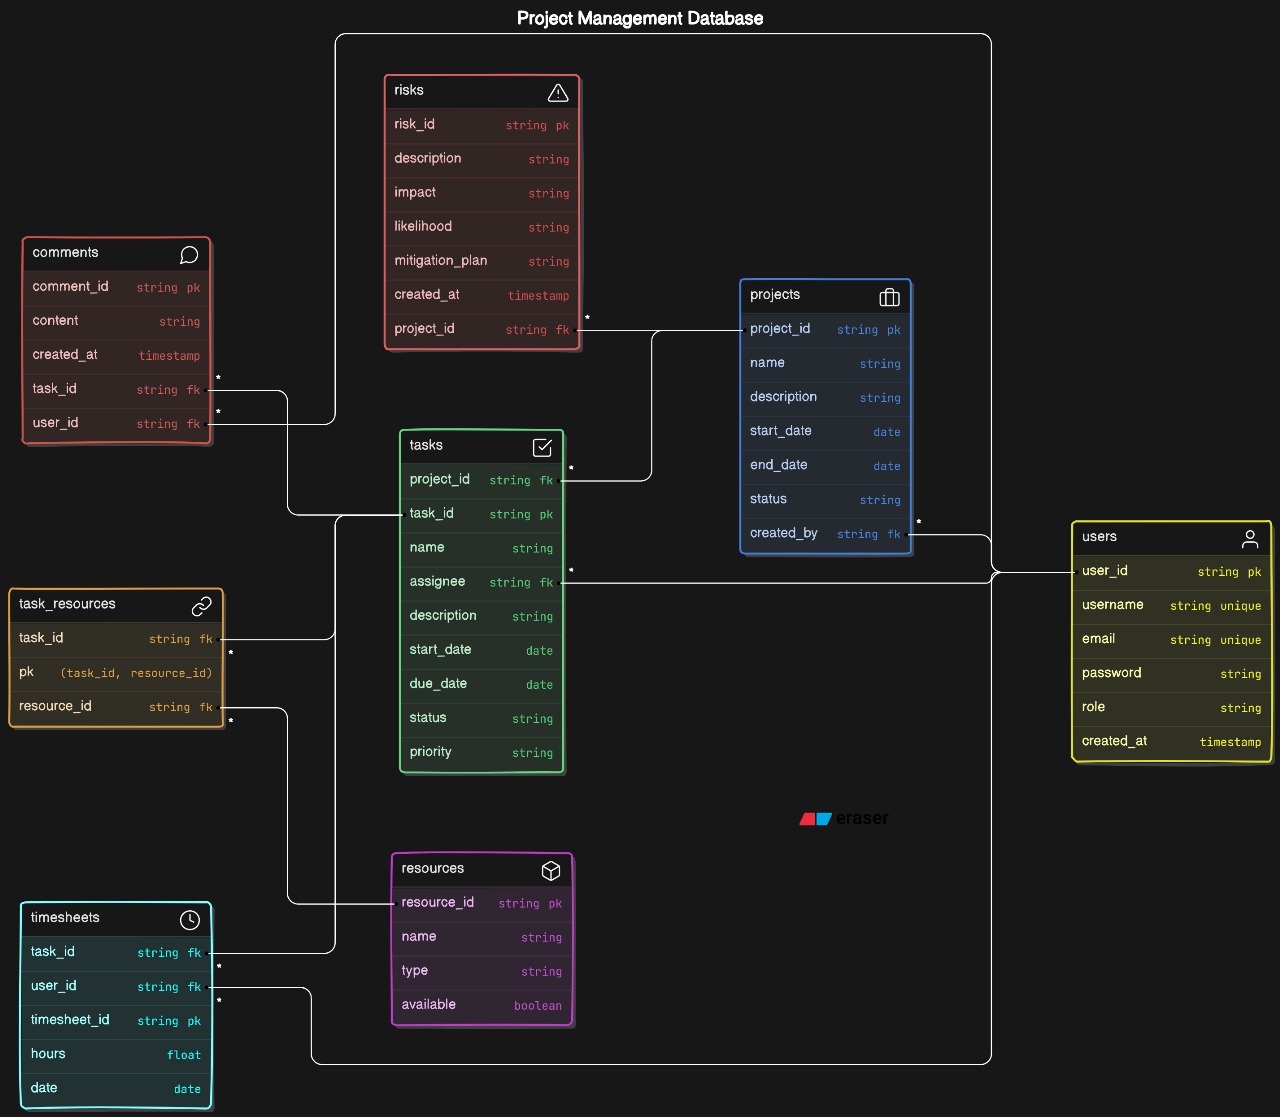 Project Management Database
risks
risk_id string pk
description string
impact string
likelihood string
mitigation_plan string
created_at timestamp
project_id string fk
*
comments
comment_id string pk
content string
created_at timestamp
task_id string fk
*
user_id string fk
*
projects
project_id string pk
name string
description string
start_date date
end_date date
status string
created_by string fk
*
tasks
project_id string fk
*
task_id string pk
name string
assignee string fk
*
description string
start_date date
due_date date
status string
priority string
users
user_id string pk
username string unique
email string unique
password string
role string
created_at timestamp
task_resources
task_id string fk
*
pk (task_id, resource_id)
resource_id string fk
*
eraser
resources
resource_id string pk
name string
type string
available boolean
timesheets
task_id string fk
*
user_id string fk
*
timesheet_id string pk
hours float
date date